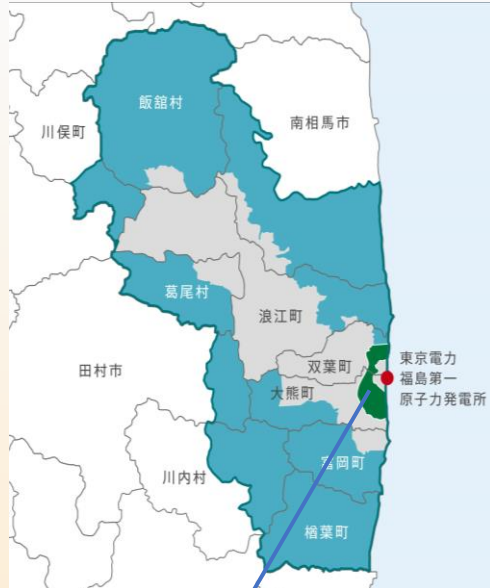 飯舘村
川俣町
南相馬市
葛尾村
浪江町
田村市
双葉町
東京電力
福島第一
原子力発電所
大熊町
川内村
富岡町
楢葉町